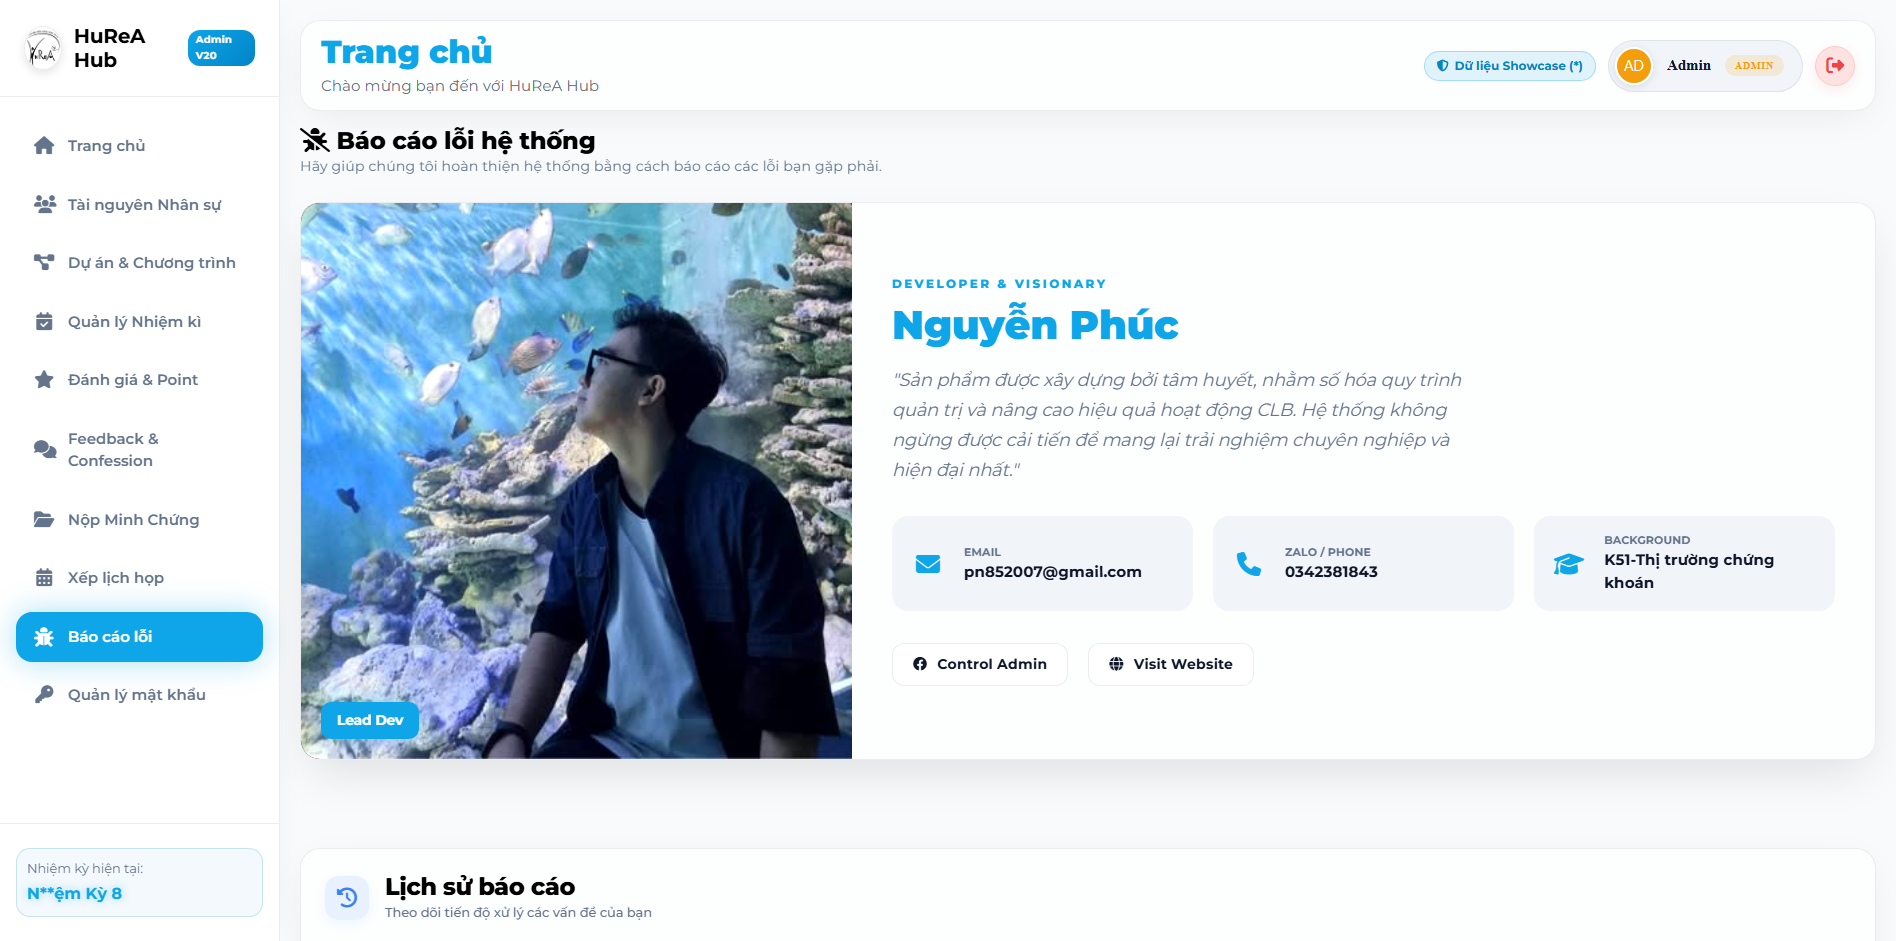 HuReA
Hub
Admin
V20
Trang chủ
Tài nguyên Nhân sự
Dự án & Chương trình
Quản lý Nhiệm kì
Đánh giá & Point
Feedback &
Confession
Nộp Minh Chứng
Xếp lịch họp
Báo cáo lỗi
Quản lý mật khẩu
Nhiệm kỳ hiện tại:
N**ệm Kỳ 8
Trang chủ
Chào mừng bạn đến với HuReA Hub
Dữ liệu Showcase (*)
AD
Admin
ADMIN
Báo cáo lỗi hệ thống
Hãy giúp chúng tôi hoàn thiện hệ thống bằng cách báo cáo các lỗi bạn gặp phải.
Lead Dev
DEVELOPER & VISIONARY
Nguyễn Phúc
"Sản phẩm được xây dựng bởi tâm huyết, nhằm số hóa quy trình
quản trị và nâng cao hiệu quả hoạt động CLB. Hệ thống không
ngừng được cải tiến để mang lại trải nghiệm chuyên nghiệp và
hiện đại nhất."
EMAIL
pn852007@gmail.com
ZALO / PHONE
0342381843
BACKGROUND
K51-Thị trường chứng
khoán
Control Admin
Visit Website
Lịch sử báo cáo
Theo dõi tiến độ xử lý các vấn đề của bạn